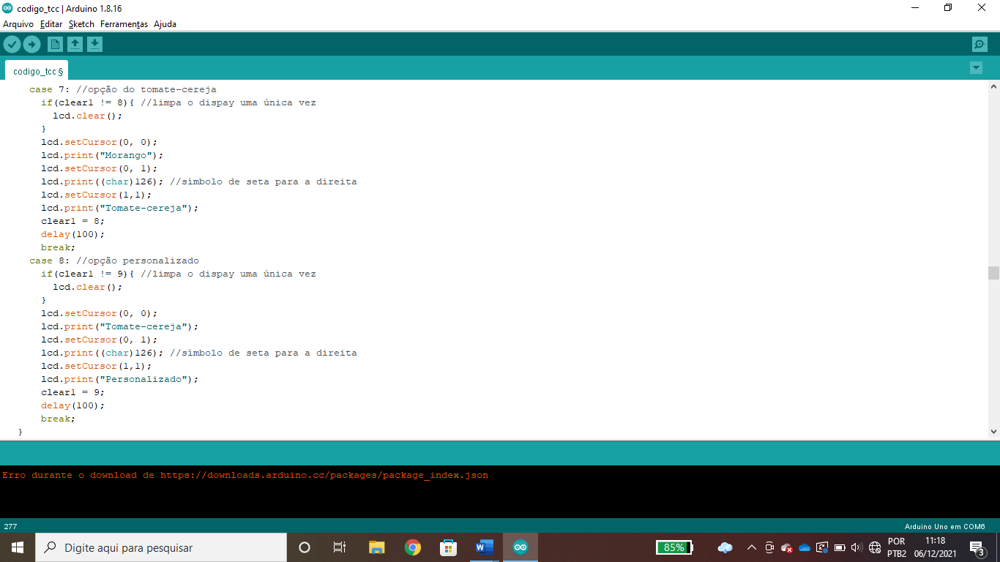 codigo_tcc | Arduino 1.8.16
Arquivo Editar Sketch Ferramentas Ajuda
codigo_tcc §
case 7: //opção do tomate-cereja
if(clear1 != 8){ //limpa o dispay uma única vez
lcd.clear();
}
lcd.setCursor(0, 0);
lcd.print("Morango");
lcd.setCursor(0, 1);
lcd.print((char)126); //símbolo de seta para a direita
lcd.setCursor(1,1);
lcd.print("Tomate-cereja");
clear1 = 8;
delay(100);
break;
case 8: //opção personalizado
if(clear1 != 9){ //limpa o dispay uma única vez
lcd.clear();
}
lcd.setCursor(0, 0);
lcd.print("Tomate-cereja");
lcd.setCursor(0, 1);
lcd.print((char)126); //símbolo de seta para a direita
lcd.setCursor(1,1);
lcd.print("Personalizado");
clear1 = 9;
delay(100);
break;
}
Erro durante o download de https://downloads.arduino.cc/packages/package_index.json
277
Arduino Uno em COM6
Digite aqui para pesquisar
85%
POR
PTB2
11:18
06/12/2021
3